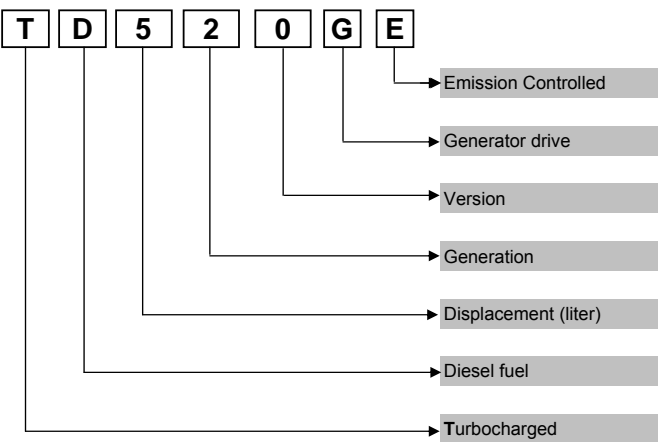 T D 5 2 0 G E
Emission Controlled
Generator drive
Version
Generation
Displacement (liter)
Diesel fuel
Turbocharged